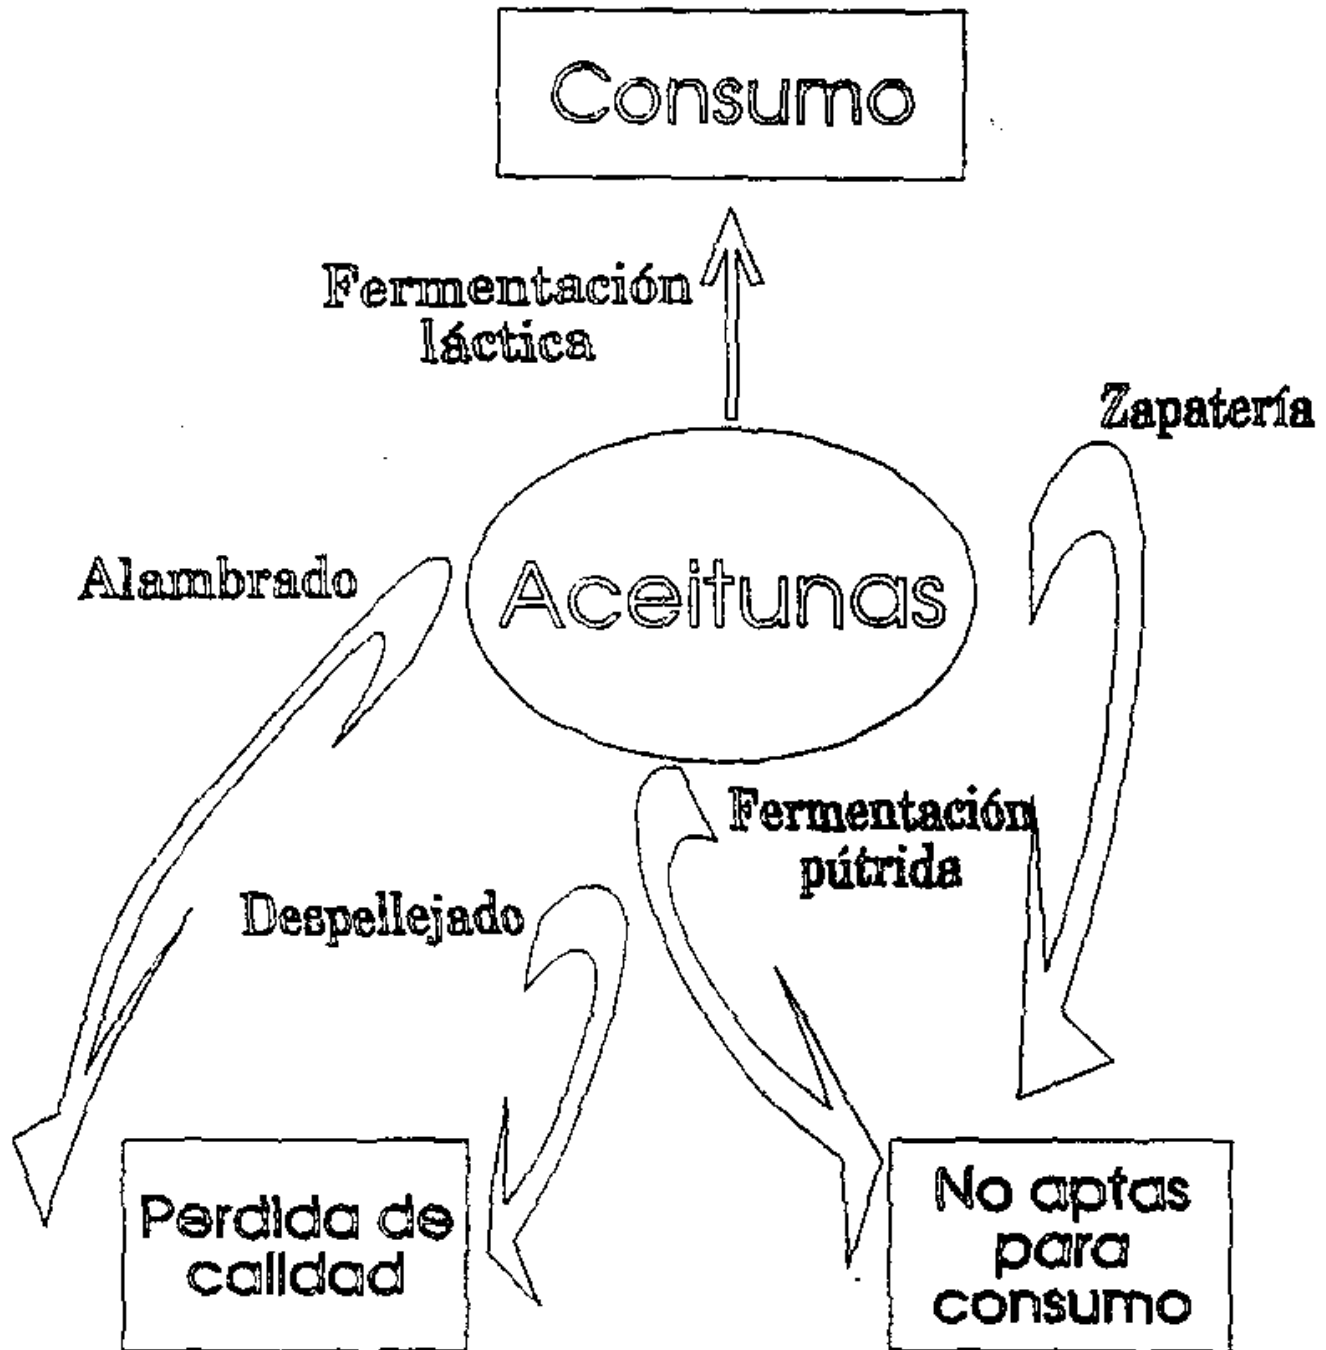 Consumo
Fermentación
láctica
Zapatería
Alambrado
Aceitunas
Fermentación
pútrida
Despellejado
Perdida de
calidad
No aptas
para
consumo